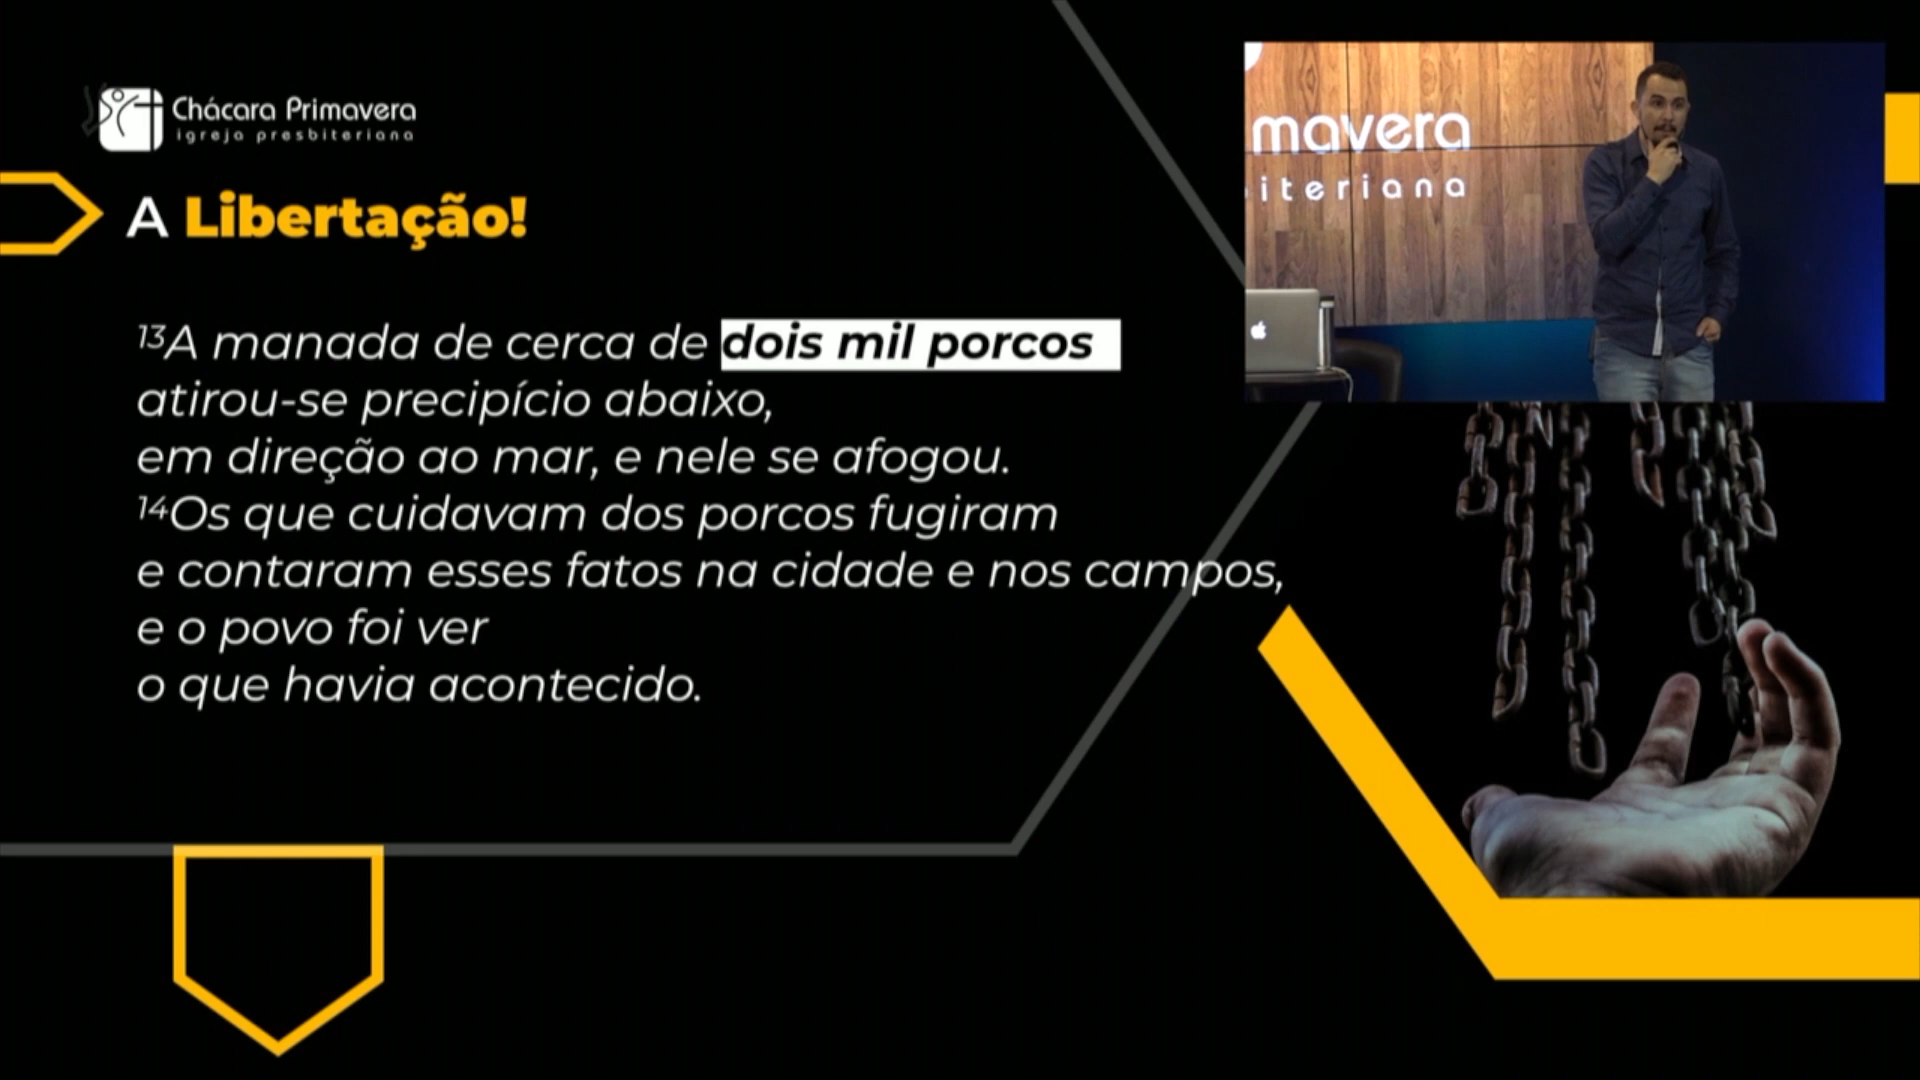 Chácara Primavera
igreja presbiteriana
A Libertação!
¹³A manada de cerca de dois mil porcos
atirou-se precipício abaixo,
em direção ao mar, e nele se afogou.
¹⁴Os que cuidavam dos porcos fugiram
e contaram esses fatos na cidade e nos campos,
e o povo foi ver
o que havia acontecido.
mavera
iteriana